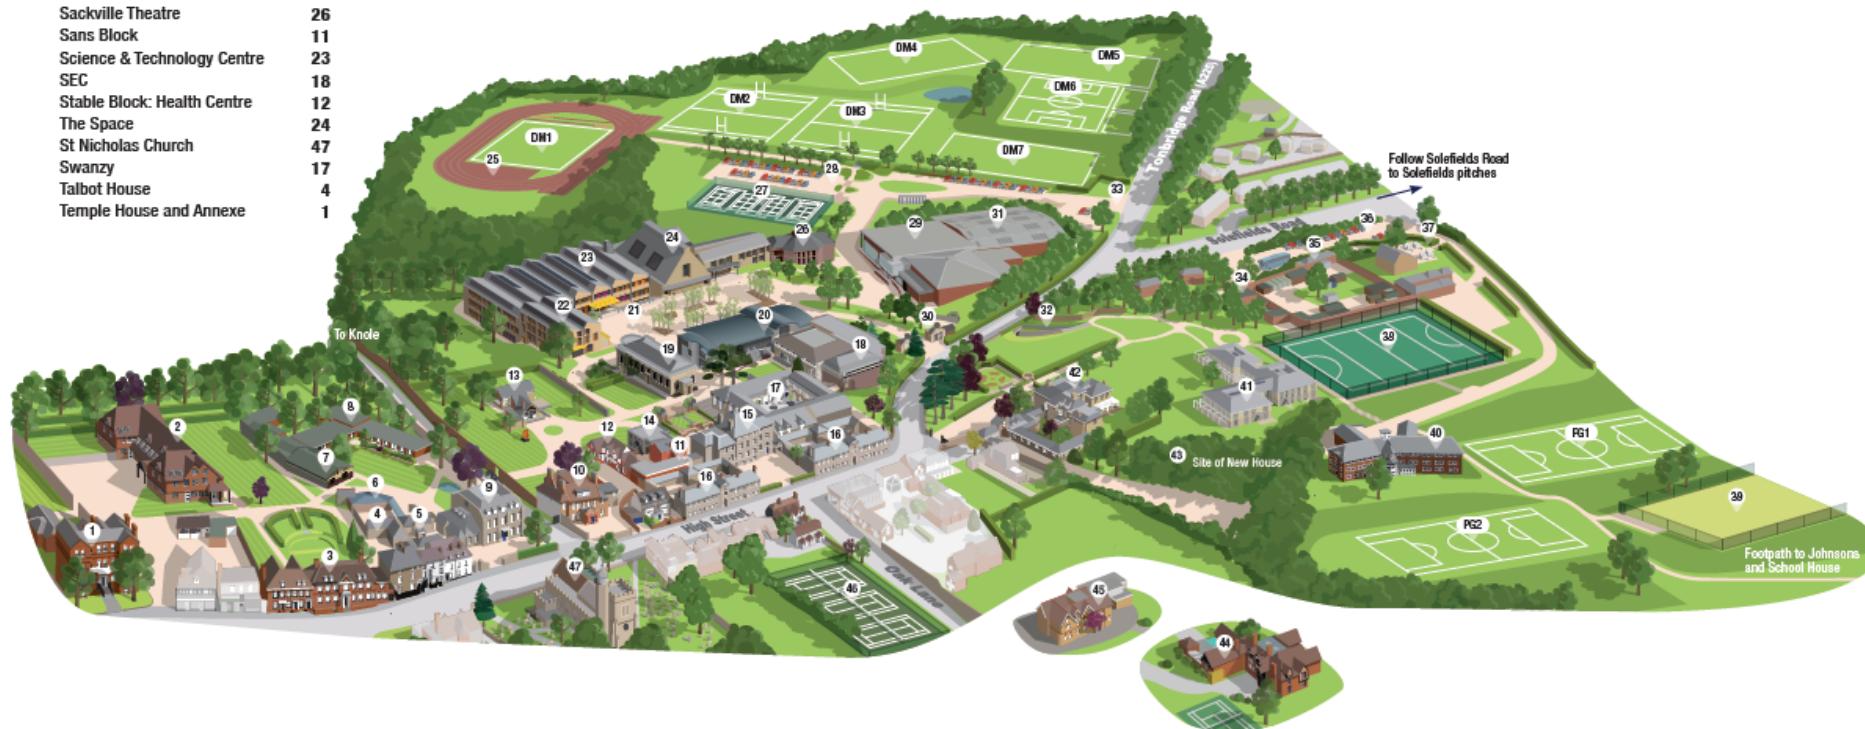 Sackville Theatre 26
Sans Block 11
Science & Technology Centre 23
SEC 18
Stable Block: Health Centre 12
The Space 24
St Nicholas Church 47
Swanzy 17
Talbot House 4
Temple House and Annexe 1
DM4
DM5
DM6
DM2
DM3
DM1
DM7
Tonbridge Road (A225)
Follow Solefields Road
to Solefields pitches
25
28
27
33
31
29
26
24
23
22
21
20
30
32
Solefields Road
36
37
35
34
38
To Knole
19
18
17
13
42
41
2
8
7
12
14
15
11
16
16
10
9
6
4
5
1
3
High Street
43
Site of New House
40
PG1
39
PG2
Footpath to Johnsons
and School House
47
46
Oak Lane
45
44